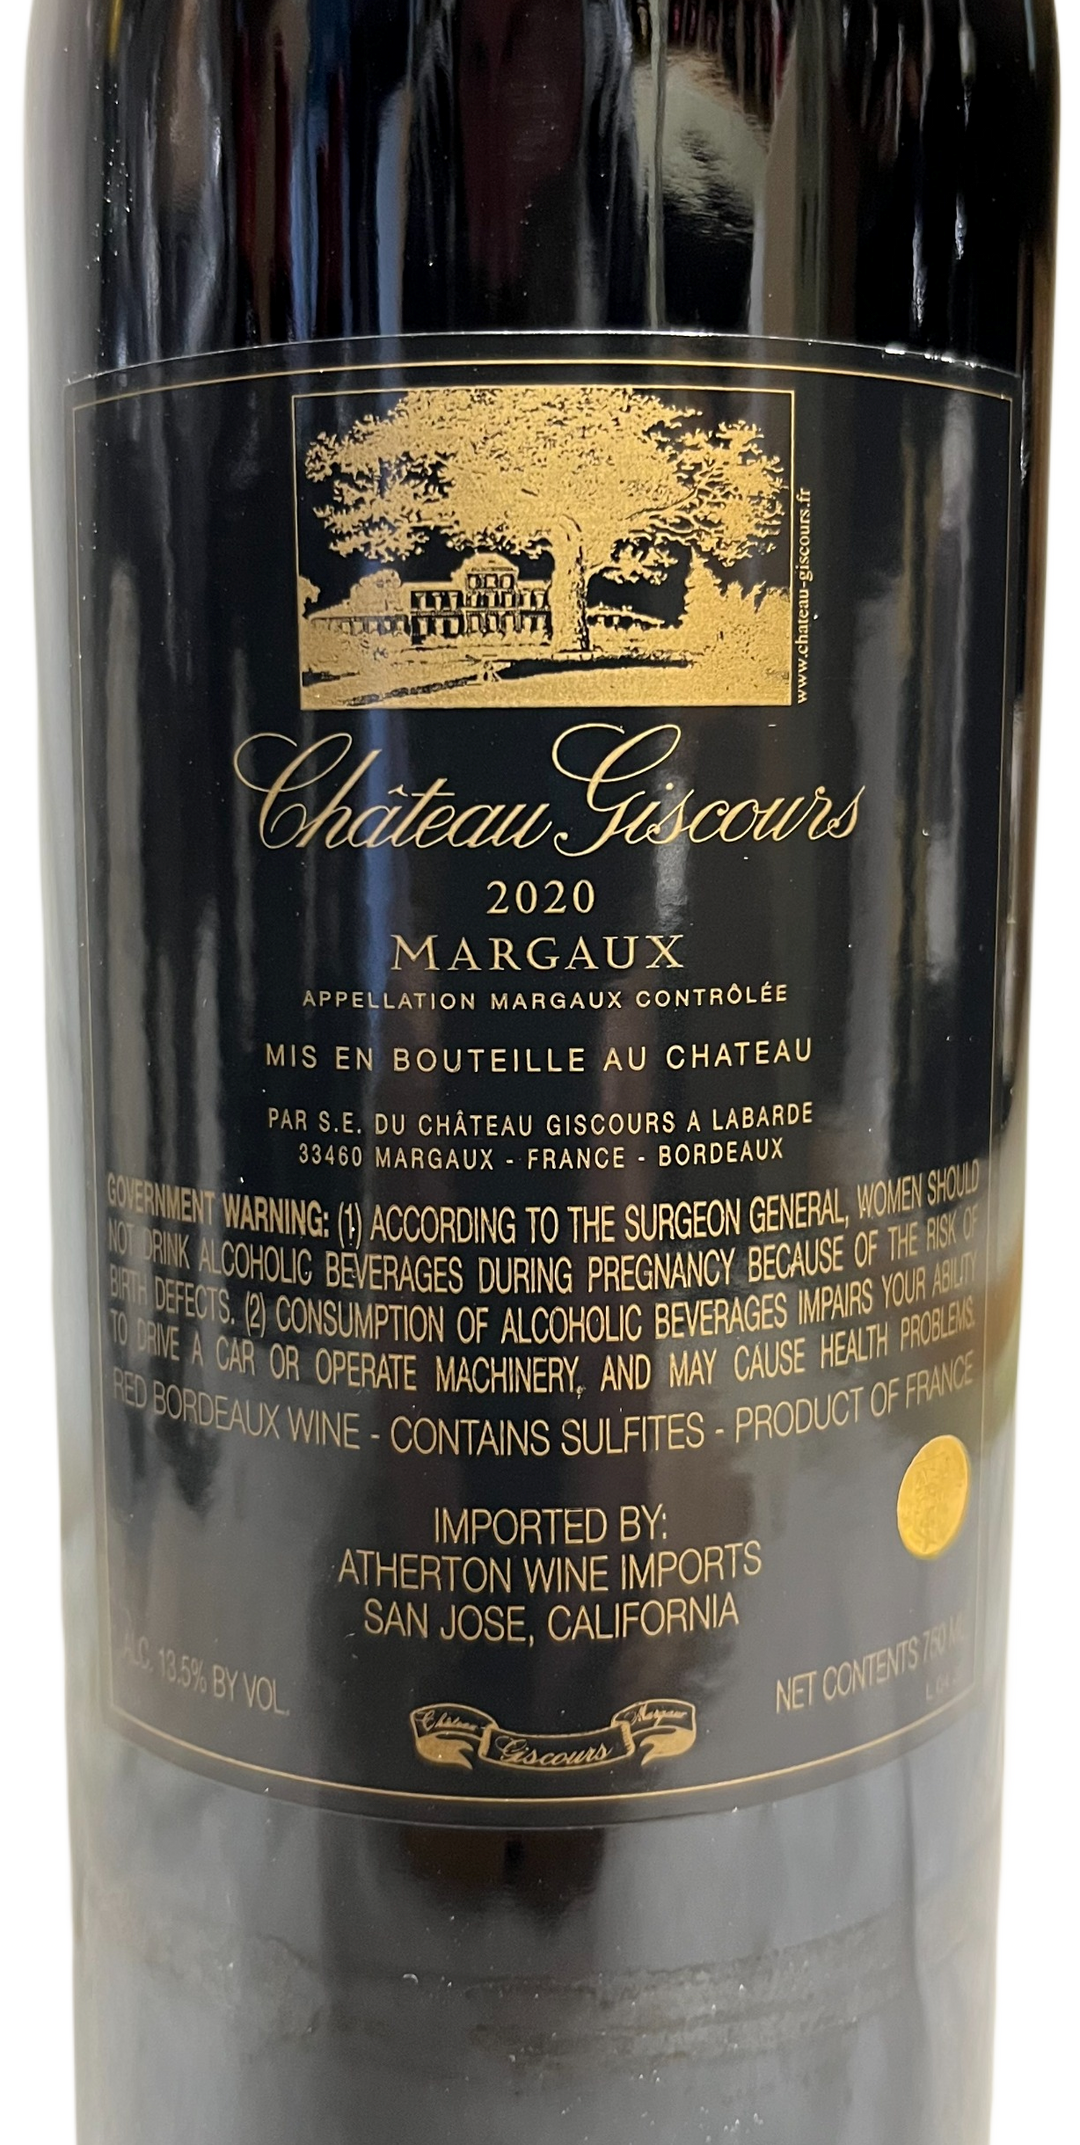 www.chateau-giscours.fr
Château Giscours
2020
MARGAUX
APPELLATION MARGAUX CONTRÔLÉE
MIS EN BOUTEILLE AU CHATEAU
PAR S.E. DU CHÂTEAU GISCOURS A LABARDE
33460 MARGAUX - FRANCE - BORDEAUX
GOVERNMENT WARNING: (1) ACCORDING TO THE SURGEON GENERAL, WOMEN SHOULD
NOT DRINK ALCOHOLIC BEVERAGES DURING PREGNANCY BECAUSE OF THE RISK OF
BIRTH DEFECTS. (2) CONSUMPTION OF ALCOHOLIC BEVERAGES IMPAIRS YOUR ABILITY
TO DRIVE A CAR OR OPERATE MACHINERY, AND MAY CAUSE HEALTH PROBLEMS.
RED BORDEAUX WINE - CONTAINS SULFITES - PRODUCT OF FRANCE
IMPORTED BY:
ATHERTON WINE IMPORTS
SAN JOSE, CALIFORNIA
ALC. 13.5% BY VOL.
NET CONTENTS 750 ML
Château Giscours Margaux